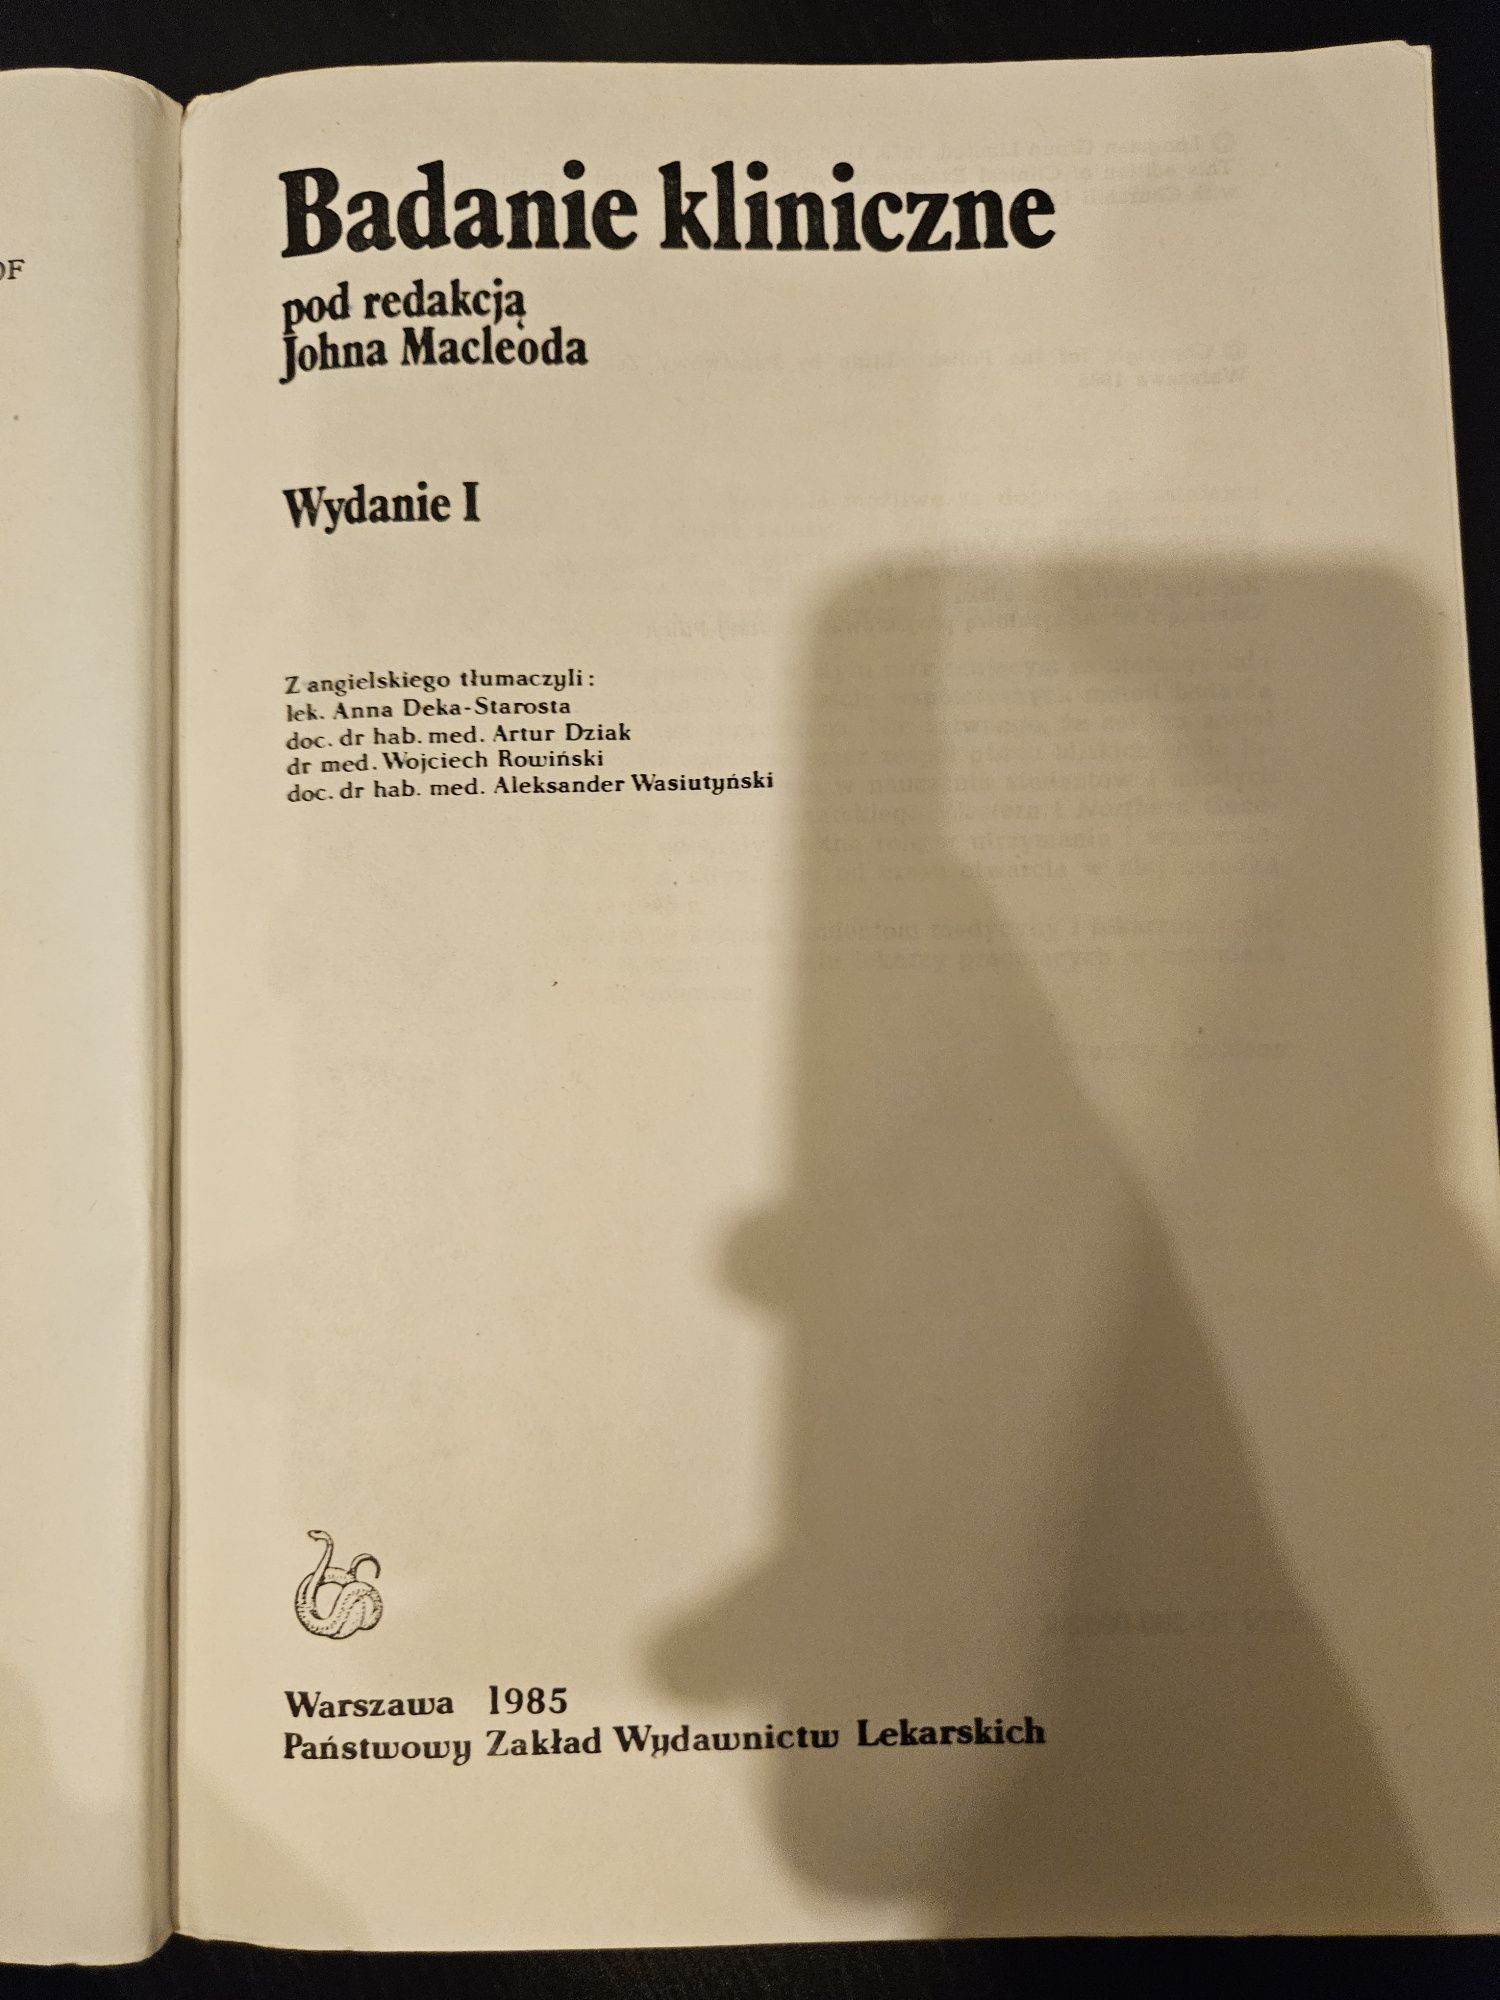 OF
Badanie kliniczne
pod redakcją
Johna Macleoda
Wydanie I
Z angielskiego tłumaczyli:
lek. Anna Deka-Starosta
doc. dr hab. med. Artur Dziak
dr med. Wojciech Rowiński
doc. dr hab. med. Aleksander Wasiutyński
Warszawa 1985
Państwowy Zakład Wydawnictw Lekarskich